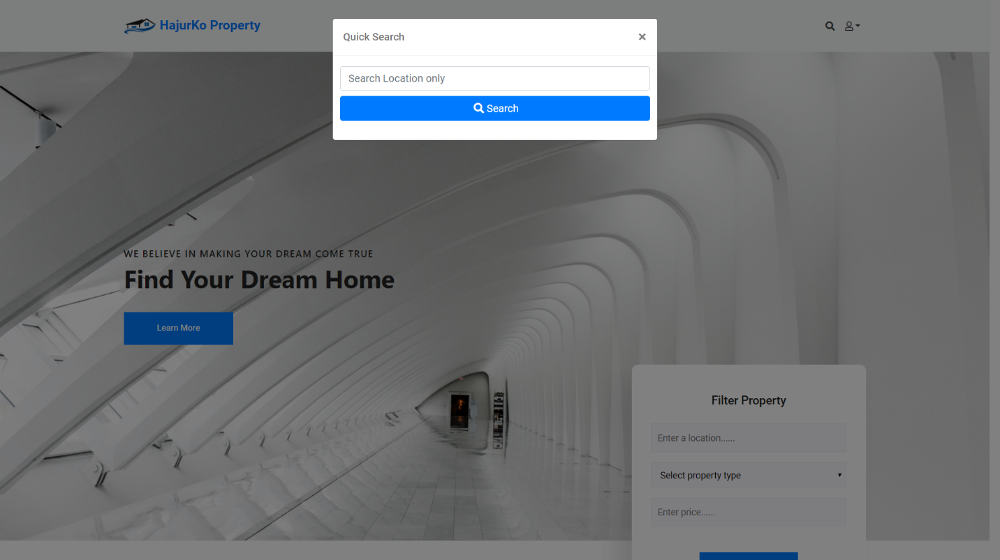 HajurKo Property
Quick Search
×
Search Location only
Search
WE BELIEVE IN MAKING YOUR DREAM COME TRUE
Find Your Dream Home
Learn More
Filter Property
Enter a location......
Select property type
Enter price......